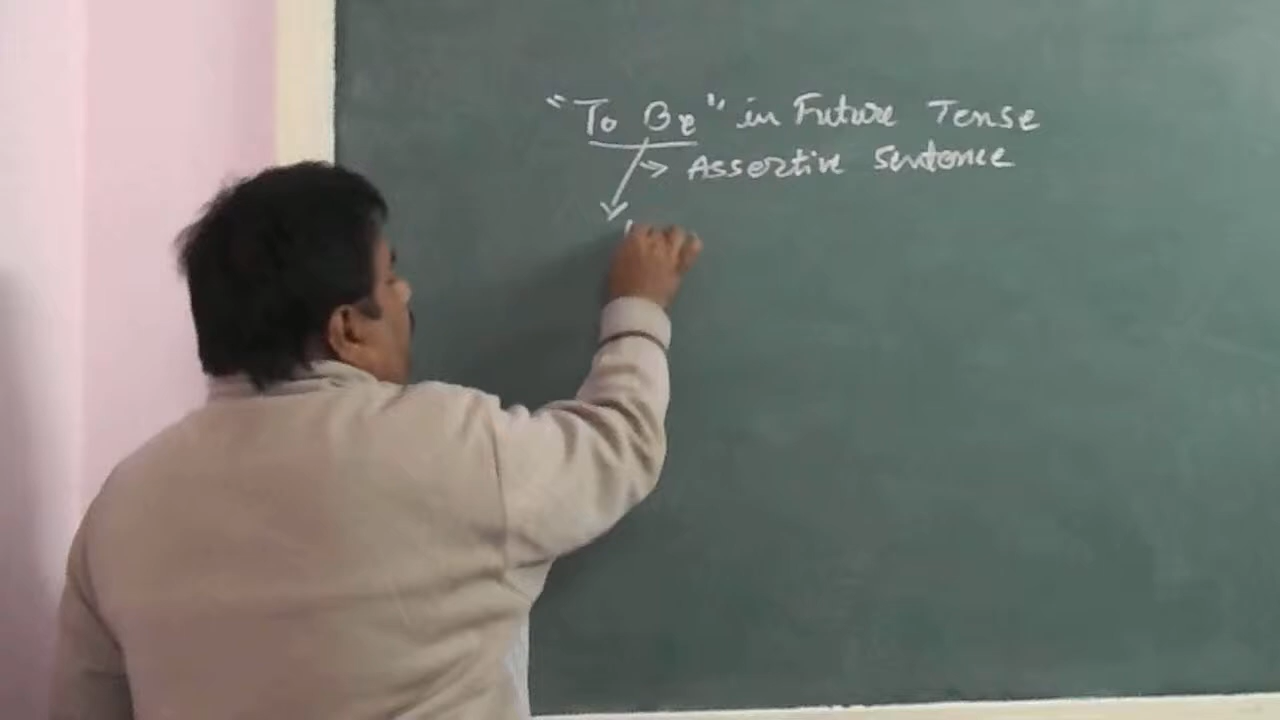 "To Be" in Future Tense
→ Assertive Sentence